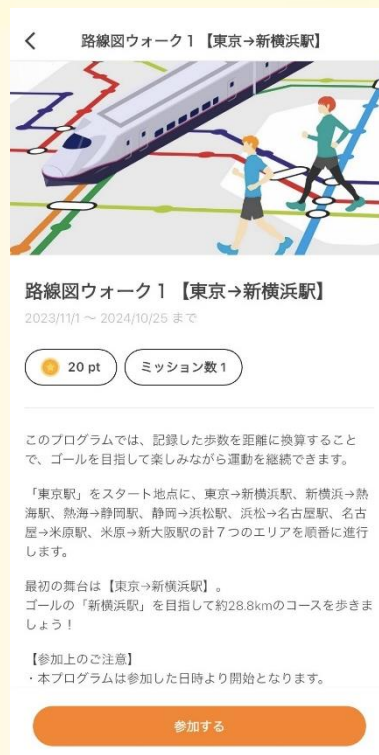 路線図ウォーク1【東京→新横浜駅】
路線図ウォーク1【東京→新横浜駅】
2023/11/1 ～ 2024/10/25 まで
20 pt
ミッション数 1
このプログラムでは、記録した歩数を距離に換算すること
で、ゴールを目指して楽しみながら運動を継続できます。
「東京駅」をスタート地点に、東京→新横浜駅、新横浜→熱
海駅、熱海→静岡駅、静岡→浜松駅、浜松→名古屋駅、名古
屋→米原駅、米原→新大阪駅の計７つのエリアを順番に進行
します。
最初の舞台は【東京→新横浜駅】。
ゴールの「新横浜駅」を目指して約28.8kmのコースを歩きま
しょう！
【参加上のご注意】
・本プログラムは参加した日時より開始となります。
参加する